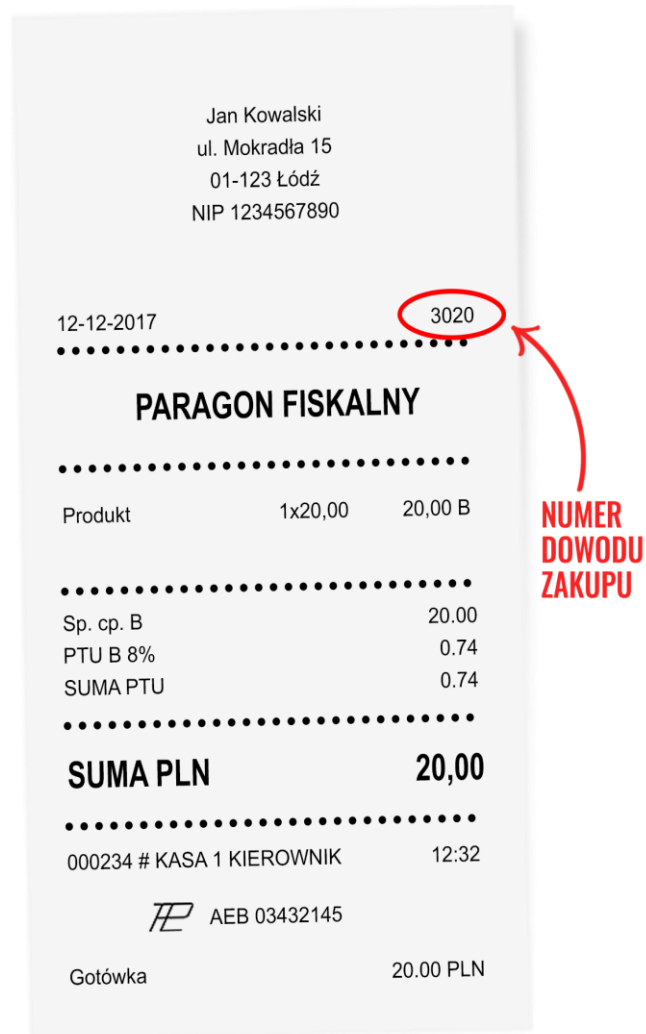 Jan Kowalski
ul. Mokradła 15
01-123 Łódź
NIP 1234567890
12-12-2017 3020
PARAGON FISKALNY
Produkt 1x20,00 20,00 B
NUMER
DOWODU
ZAKUPU
Sp. cp. B 20.00
PTU B 8% 0.74
SUMA PTU 0.74
SUMA PLN 20,00
000234 # KASA 1 KIEROWNIK 12:32
AEB 03432145
Gotówka 20.00 PLN